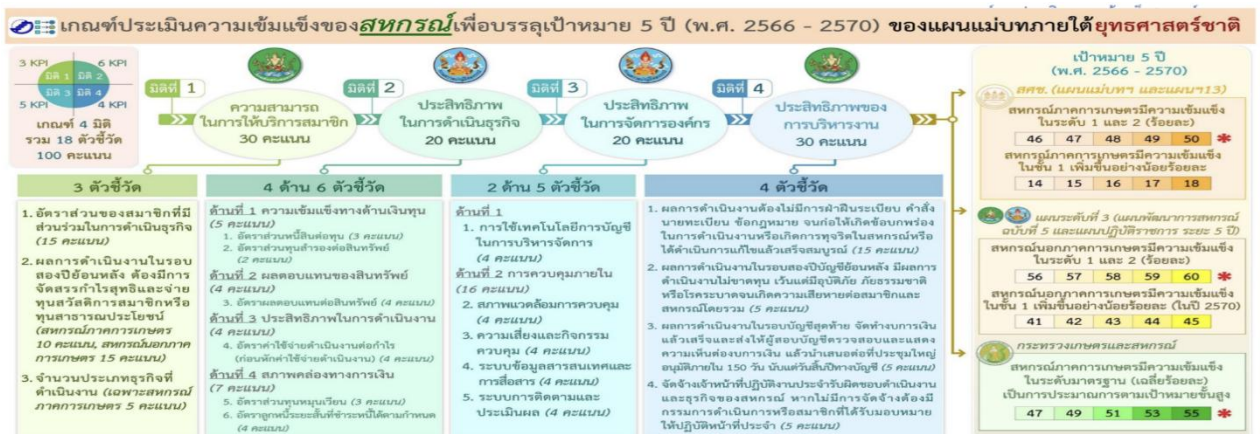 เกณฑ์ประเมินความเข้มแข็งของสหกรณ์เพื่อบรรลุเป้าหมาย 5 ปี (พ.ศ. 2566 - 2570) ของแผนแม่บทภายใต้ยุทธศาสตร์ชาติ
3 KPI
6 KPI
มิติ 1
มิติ 2
มิติ 3
มิติ 4
5 KPI
4 KPI
เกณฑ์ 4 มิติ
รวม 18 ตัวชี้วัด
100 คะแนน
มิติที่ 1
ความสามารถ
ในการให้บริการสมาชิก
30 คะแนน
มิติที่ 2
ประสิทธิภาพ
ในการดำเนินธุรกิจ
20 คะแนน
มิติที่ 3
ประสิทธิภาพ
ในการจัดการองค์กร
20 คะแนน
มิติที่ 4
ประสิทธิภาพของ
การบริหารงาน
30 คะแนน
3 ตัวชี้วัด
1. อัตราส่วนของสมาชิกที่มี
ส่วนร่วมในการดำเนินธุรกิจ
(15 คะแนน)
2. ผลการดำเนินงานในรอบ
สองปีย้อนหลัง ต้องมีการ
จัดสรรกำไรสุทธิและจ่าย
ทุนสวัสดิการสมาชิกหรือ
ทุนสาธารณประโยชน์
(สหกรณ์ภาคการเกษตร
10 คะแนน, สหกรณ์นอกภาค
การเกษตร 15 คะแนน)
3. จำนวนประเภทธุรกิจที่
ดำเนินงาน (เฉพาะสหกรณ์
ภาคการเกษตร 5 คะแนน)
4 ด้าน 6 ตัวชี้วัด
ด้านที่ 1 ความเข้มแข็งทางด้านเงินทุน
(5 คะแนน)
1. อัตราส่วนหนี้สินต่อทุน (3 คะแนน)
2. อัตราส่วนทุนสำรองต่อสินทรัพย์
(2 คะแนน)
ด้านที่ 2 ผลตอบแทนของสินทรัพย์
(4 คะแนน)
3. อัตราผลตอบแทนต่อสินทรัพย์ (4 คะแนน)
ด้านที่ 3 ประสิทธิภาพในการดำเนินงาน
(4 คะแนน)
4. อัตราค่าใช้จ่ายดำเนินงานต่อกำไร
(ก่อนหักค่าใช้จ่ายดำเนินงาน) (4 คะแนน)
ด้านที่ 4 สภาพคล่องทางการเงิน
(7 คะแนน)
5. อัตราส่วนทุนหมุนเวียน (3 คะแนน)
6. อัตราลูกหนี้ระยะสั้นที่ชำระหนี้ได้ตามกำหนด
(4 คะแนน)
2 ด้าน 5 ตัวชี้วัด
ด้านที่ 1
1. การใช้เทคโนโลยีการบัญชี
ในการบริหารจัดการ
(4 คะแนน)
ด้านที่ 2 การควบคุมภายใน
(16 คะแนน)
2. สภาพแวดล้อมการควบคุม
(4 คะแนน)
3. ความเสี่ยงและกิจกรรม
ควบคุม (4 คะแนน)
4. ระบบข้อมูลสารสนเทศและ
การสื่อสาร (4 คะแนน)
5. ระบบการติดตามและ
ประเมินผล (4 คะแนน)
4 ตัวชี้วัด
1. ผลการดำเนินงานต้องไม่มีการฝ่าฝืนระเบียบ คำสั่ง
นายทะเบียน ข้อกฎหมาย จนก่อให้เกิดข้อบกพร่อง
ในการดำเนินงานหรือเกิดการทุจริตในสหกรณ์หรือ
ได้ดำเนินการแก้ไขแล้วเสร็จสมบูรณ์ (15 คะแนน)
2. ผลการดำเนินงานในรอบสองปีบัญชีย้อนหลัง มีผลการ
ดำเนินงานไม่ขาดทุน เว้นแต่มีอุบัติภัย ภัยธรรมชาติ
หรือโรคระบาดจนเกิดความเสียหายต่อสมาชิกและ
สหกรณ์โดยรวม (5 คะแนน)
3. ผลการดำเนินงานในรอบบัญชีสุดท้าย จัดทำงบการเงิน
แล้วเสร็จและส่งให้ผู้สอบบัญชีตรวจสอบและแสดง
ความเห็นต่องบการเงิน แล้วนำเสนอต่อที่ประชุมใหญ่
อนุมัติภายใน 150 วัน นับแต่วันสิ้นปีทางบัญชี (5 คะแนน)
4. จัดจ้างเจ้าหน้าที่ปฏิบัติงานประจำรับผิดชอบดำเนินงาน
และธุรกิจของสหกรณ์ หากไม่มีการจัดจ้างต้องมี
กรรมการดำเนินการหรือสมาชิกที่ได้รับมอบหมาย
ให้ปฏิบัติหน้าที่ประจำ (5 คะแนน)
เป้าหมาย 5 ปี
(พ.ศ. 2566 - 2570)
สศช. (แผนแม่บทฯ และแผนฯ13)
สหกรณ์ภาคการเกษตรมีความเข้มแข็ง
ในระดับ 1 และ 2 (ร้อยละ)
46 47 48 49 50 *
สหกรณ์ภาคการเกษตรมีความเข้มแข็ง
ในชั้น 1 เพิ่มขึ้นอย่างน้อยร้อยละ
14 15 16 17 18
แผนระดับที่ 3 (แผนพัฒนาการสหกรณ์
ฉบับที่ 5 และแผนปฏิบัติราชการ ระยะ 5 ปี)
สหกรณ์นอกภาคการเกษตรมีความเข้มแข็ง
ในระดับ 1 และ 2 (ร้อยละ)
56 57 58 59 60 *
สหกรณ์นอกภาคการเกษตรมีความเข้มแข็ง
ในชั้น 1 เพิ่มขึ้นอย่างน้อยร้อยละ (ในปี 2570)
41 42 43 44 45
กระทรวงเกษตรและสหกรณ์
สหกรณ์ภาคการเกษตรมีความเข้มแข็ง
ในระดับมาตรฐาน (เฉลี่ยร้อยละ)
เป็นการประมาณการตามเป้าหมายขั้นสูง
47 49 51 53 55 *